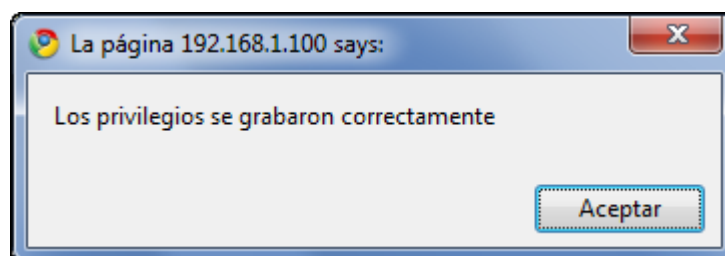 La página 192.168.1.100 says:
Los privilegios se grabaron correctamente
Aceptar